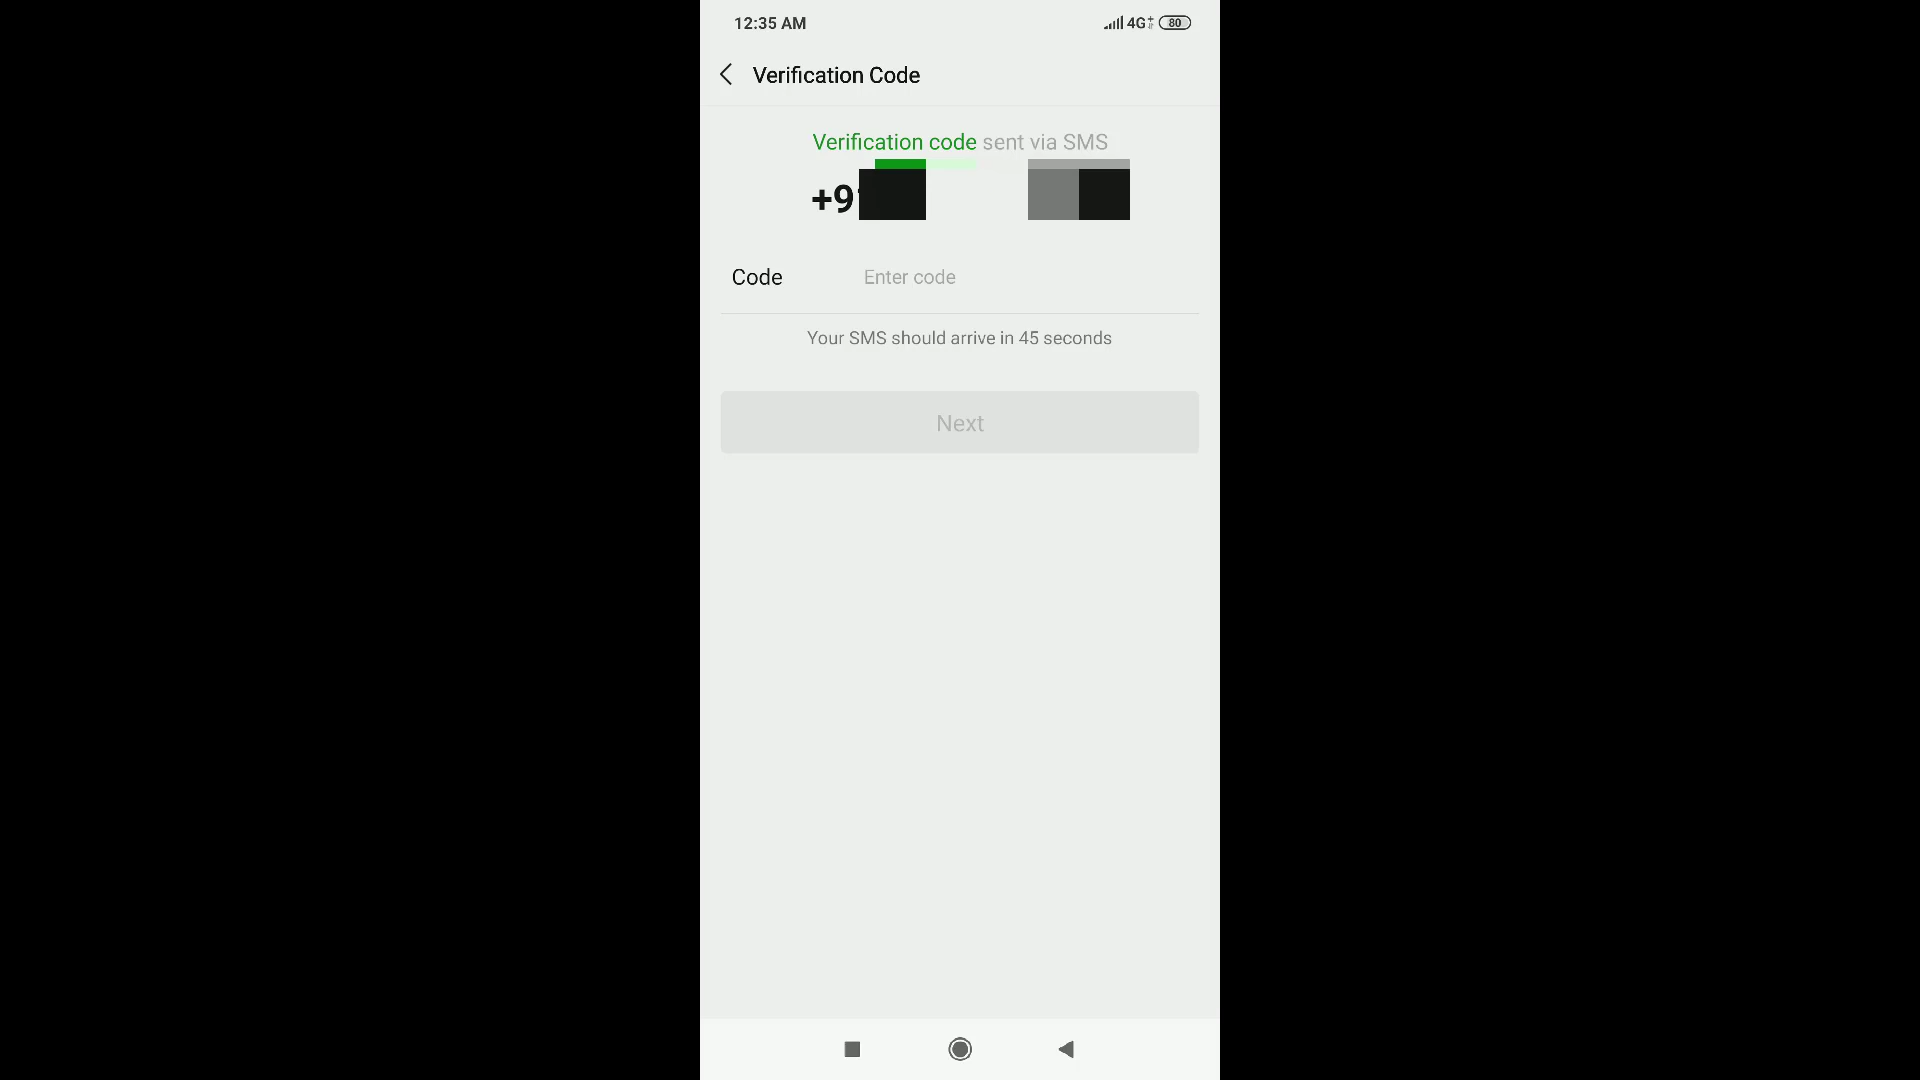 12:35 AM 4G+ 80
Verification Code
Verification code sent via SMS
+91
Code Enter code
Your SMS should arrive in 45 seconds
Next